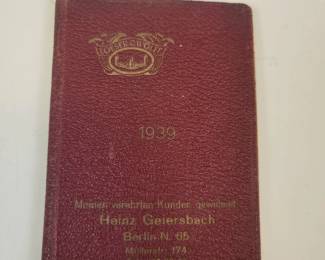 1939
Meinen verehrten Kunden gewidmet
Heinz Geiersbach
Berlin N. 65
Müllerstr. 174